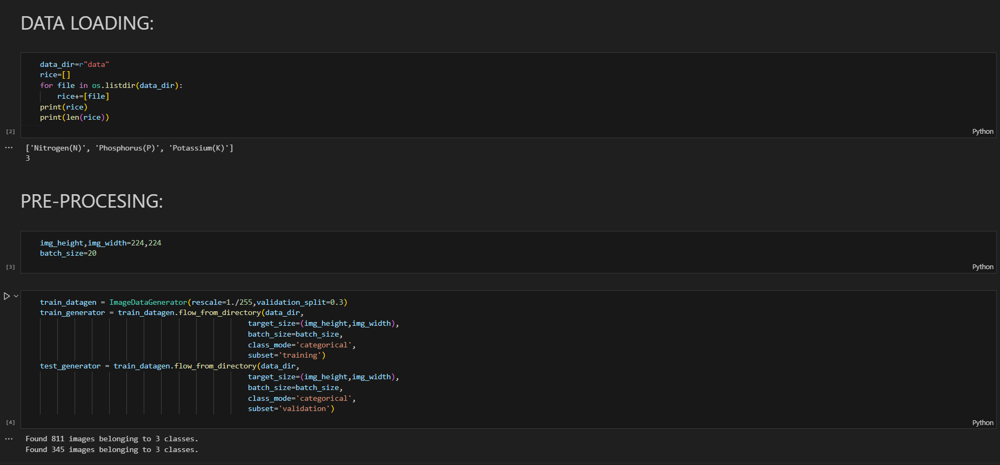 DATA LOADING:
data_dir=r"data"
rice=[]
for file in os.listdir(data_dir):
    rice+=[file]
print(rice)
print(len(rice))
[2]
Python
['Nitrogen(N)', 'Phosphorus(P)', 'Potassium(K)']
3
PRE-PROCESING:
img_height,img_width=224,224
batch_size=20
[3]
Python
train_datagen = ImageDataGenerator(rescale=1./255,validation_split=0.3)
train_generator = train_datagen.flow_from_directory(data_dir,
target_size=(img_height,img_width),
batch_size=batch_size,
class_mode='categorical',
subset='training')
test_generator = train_datagen.flow_from_directory(data_dir,
target_size=(img_height,img_width),
batch_size=batch_size,
class_mode='categorical',
subset='validation')
[4]
Python
Found 811 images belonging to 3 classes.
Found 345 images belonging to 3 classes.